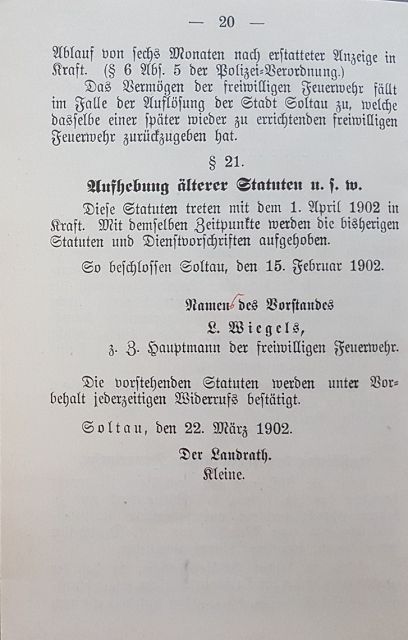 — 20 —
Ablauf von sechs Monaten nach erstatteter Anzeige in
Kraft. (§ 6 Abs. 5 der Polizei=Verordnung.)
Das Vermögen der freiwilligen Feuerwehr fällt
im Falle der Auflösung der Stadt Soltau zu, welche
dasselbe einer später wieder zu errichtenden freiwilligen
Feuerwehr zurückzugeben hat.
§ 21.
Aufhebung älterer Statuten u. s. w.
Diese Statuten treten mit dem 1. April 1902 in
Kraft. Mit demselben Zeitpunkte werden die bisherigen
Statuten und Dienstvorschriften aufgehoben.
So beschlossen Soltau, den 15. Februar 1902.
Namen des Vorstandes
L. Wiegels,
z. Z. Hauptmann der freiwilligen Feuerwehr.
Die vorstehenden Statuten werden unter Vor=
behalt jederzeitigen Widerrufs bestätigt.
Soltau, den 22. März 1902.
Der Landrath.
Kleine.